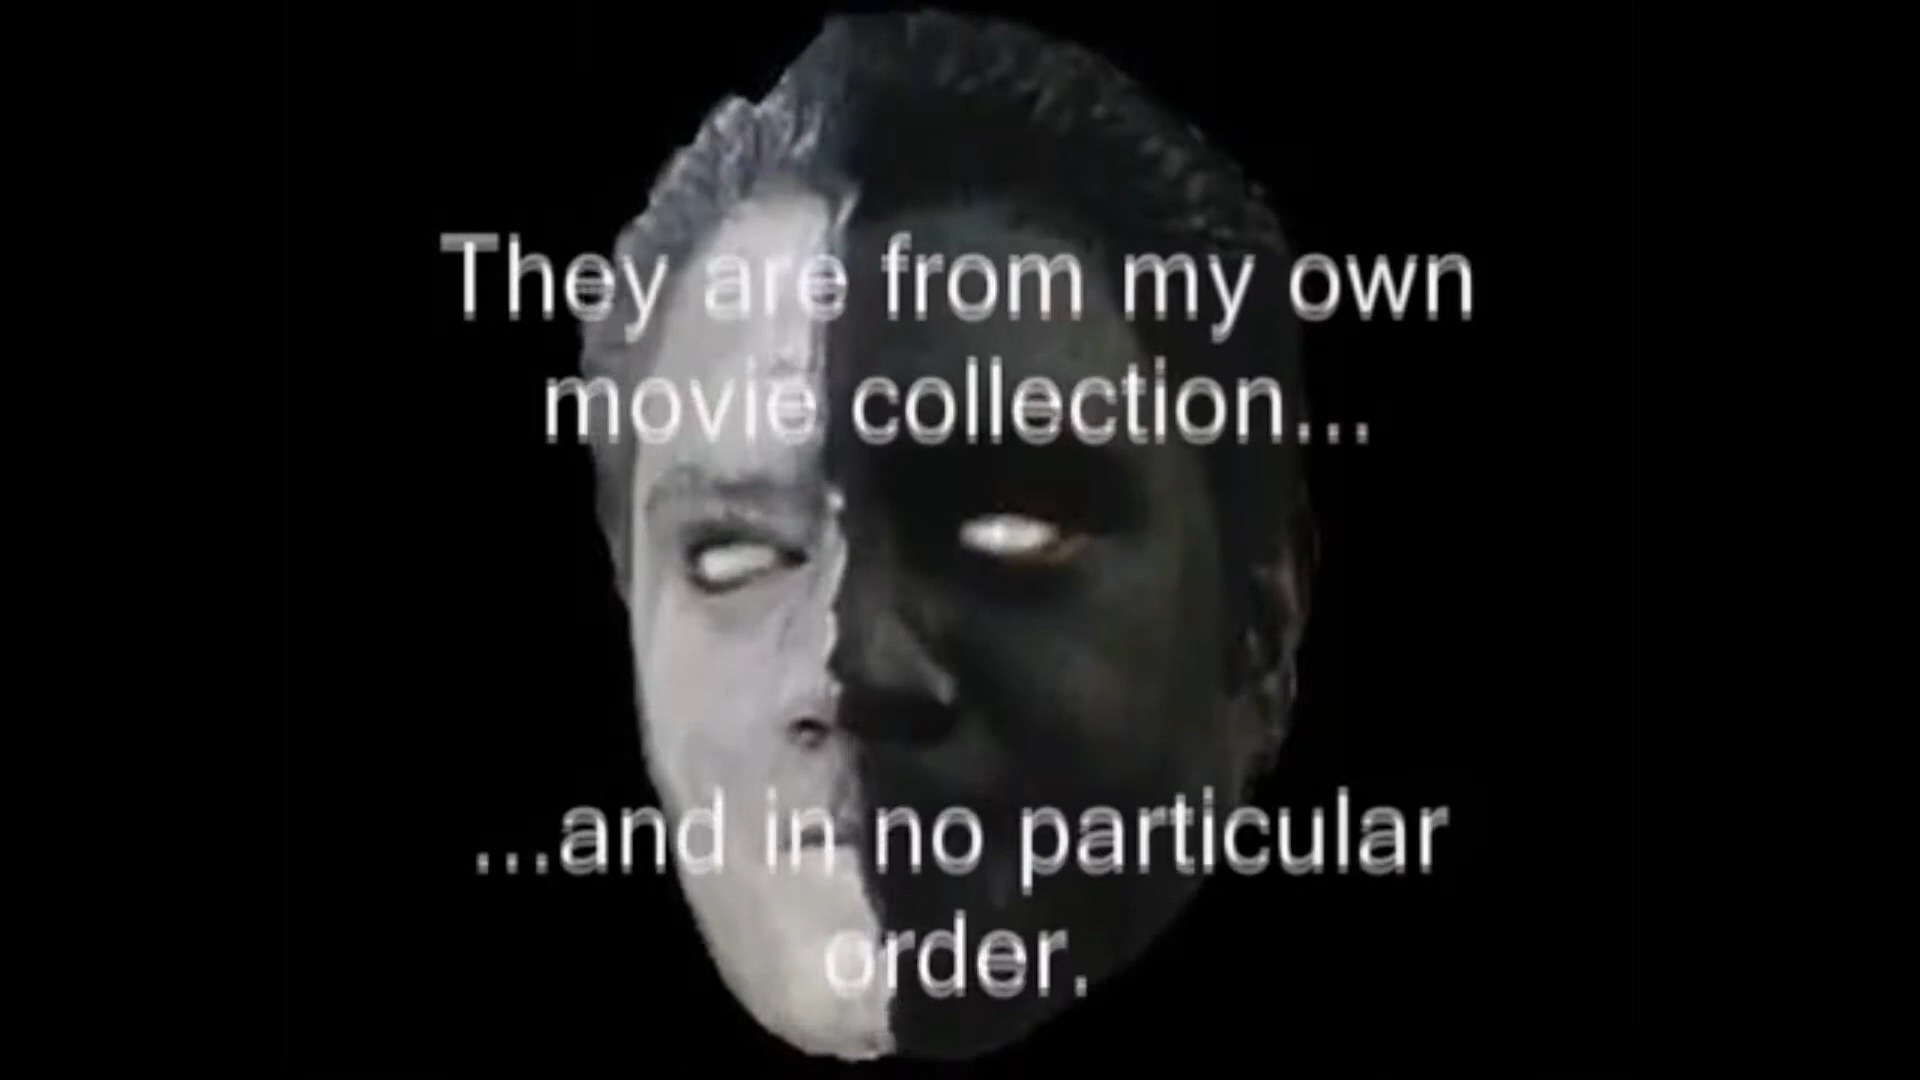 They are from my own
movie collection...
...and in no particular
order.